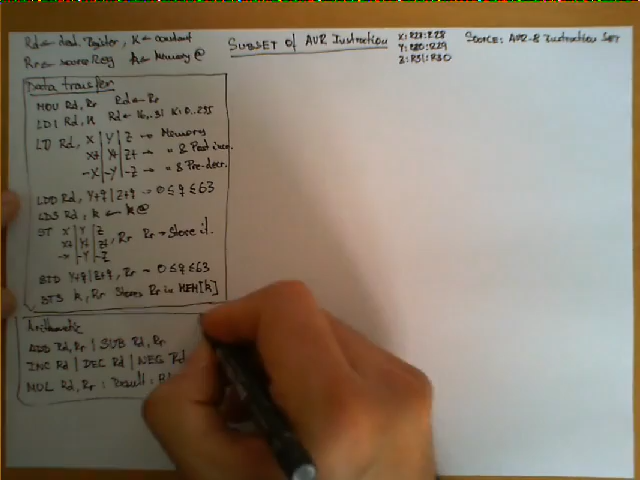 Rd ← dest. Register, K ← constant
Rr ← source Reg k ← Memory @
SUBSET of AVR Instruction
X: R27:R28
Y: R30:R29
Z: R31:R30
SOURCE: AVR-8 Instruction SET
Data transfer
MOV Rd, Rr Rd ← Rr
LDI Rd, K Rd ← 16..31 K:0..255
LD Rd, X | Y | Z → Memory
X+ | Y+ | Z+ → " & Post inc.
-X | -Y | -Z → " & Pre-decr.
LDD Rd, Y+q | Z+q → 0 ≤ q ≤ 63
LDS Rd, k ← k@
ST X | Y | Z
X+ | Y+ | Z+, Rr Rr → Store it.
-X | -Y | -Z
STD Y+q | Z+q, Rr → 0 ≤ q ≤ 63
STS k, Rr Stores Rr in MEM[k]
Arithmetic
ADD Rd, Rr | SUB Rd, Rr
INC Rd | DEC Rd | NEG Rd
MUL Rd, Rr : Result :